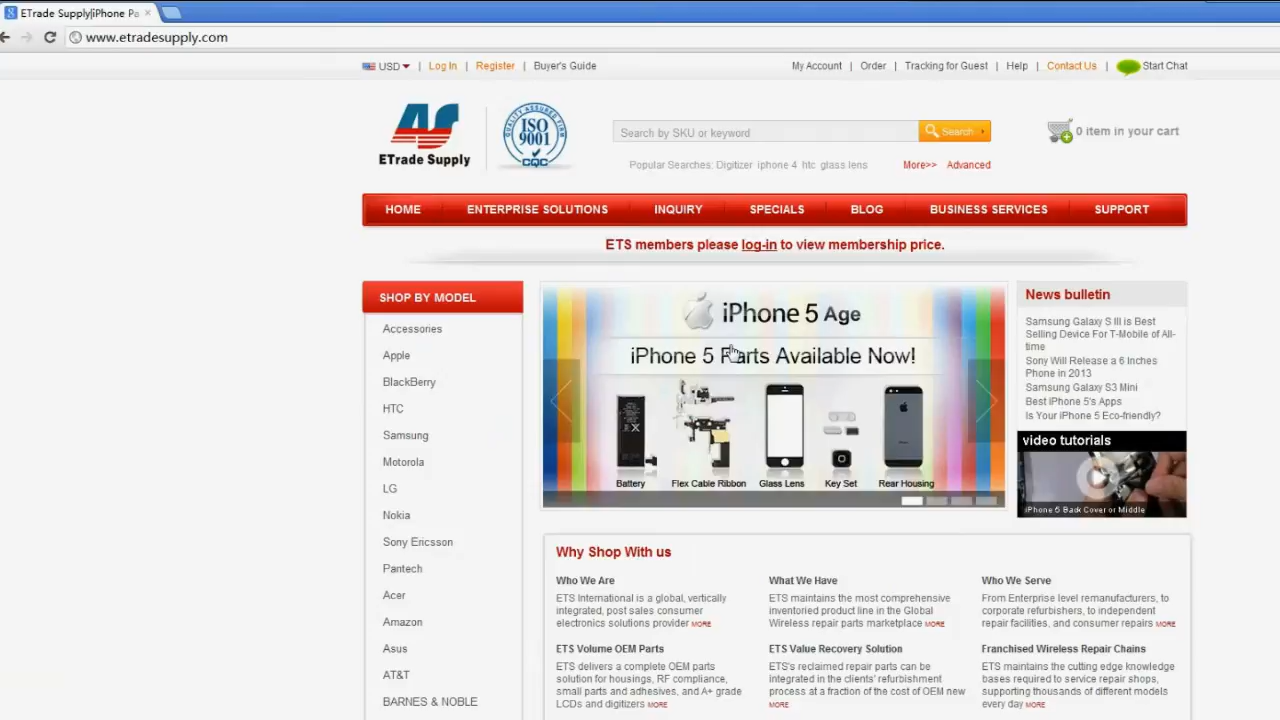 ETrade Supply|iPhone Pa
www.etradesupply.com
USD | Log In | Register | Buyer's Guide
My Account | Order | Tracking for Guest | Help | Contact Us | Start Chat
AS
ETrade Supply
QUALITY ASSURED FIRM
ISO
9001
CQC
Search by SKU or keyword
Search
0 item in your cart
Popular Searches: Digitizer iphone 4 htc glass lens
More>> Advanced
HOME ENTERPRISE SOLUTIONS INQUIRY SPECIALS BLOG BUSINESS SERVICES SUPPORT
ETS members please log-in to view membership price.
SHOP BY MODEL
Accessories
Apple
BlackBerry
HTC
Samsung
Motorola
LG
Nokia
Sony Ericsson
Pantech
Acer
Amazon
Asus
AT&T
BARNES & NOBLE
iPhone 5 Age
iPhone 5 Parts Available Now!
Battery Flex Cable Ribbon Glass Lens Key Set Rear Housing
News bulletin
Samsung Galaxy S III is Best
Selling Device For T-Mobile of All-
time
Sony Will Release a 6 Inches
Phone in 2013
Samsung Galaxy S3 Mini
Best iPhone 5's Apps
Is Your iPhone 5 Eco-friendly?
video tutorials
iPhone 5 Back Cover or Middle
Why Shop With us
Who We Are
ETS International is a global, vertically
integrated, post sales consumer
electronics solutions provider MORE
What We Have
ETS maintains the most comprehensive
inventoried product line in the Global
Wireless repair parts marketplace MORE
Who We Serve
From Enterprise level remanufacturers, to
corporate refurbishers, to independent
repair facilities, and consumer repairs MORE
ETS Volume OEM Parts
ETS delivers a complete OEM parts
solution for housings, RF compliance,
small parts and adhesives, and A+ grade
LCDs and digitizers MORE
ETS Value Recovery Solution
ETS's reclaimed repair parts can be
integrated in the clients' refurbishment
process at a fraction of the cost of OEM new
MORE
Franchised Wireless Repair Chains
ETS maintains the cutting edge knowledge
bases required to service repair shops,
supporting thousands of different models
every day MORE